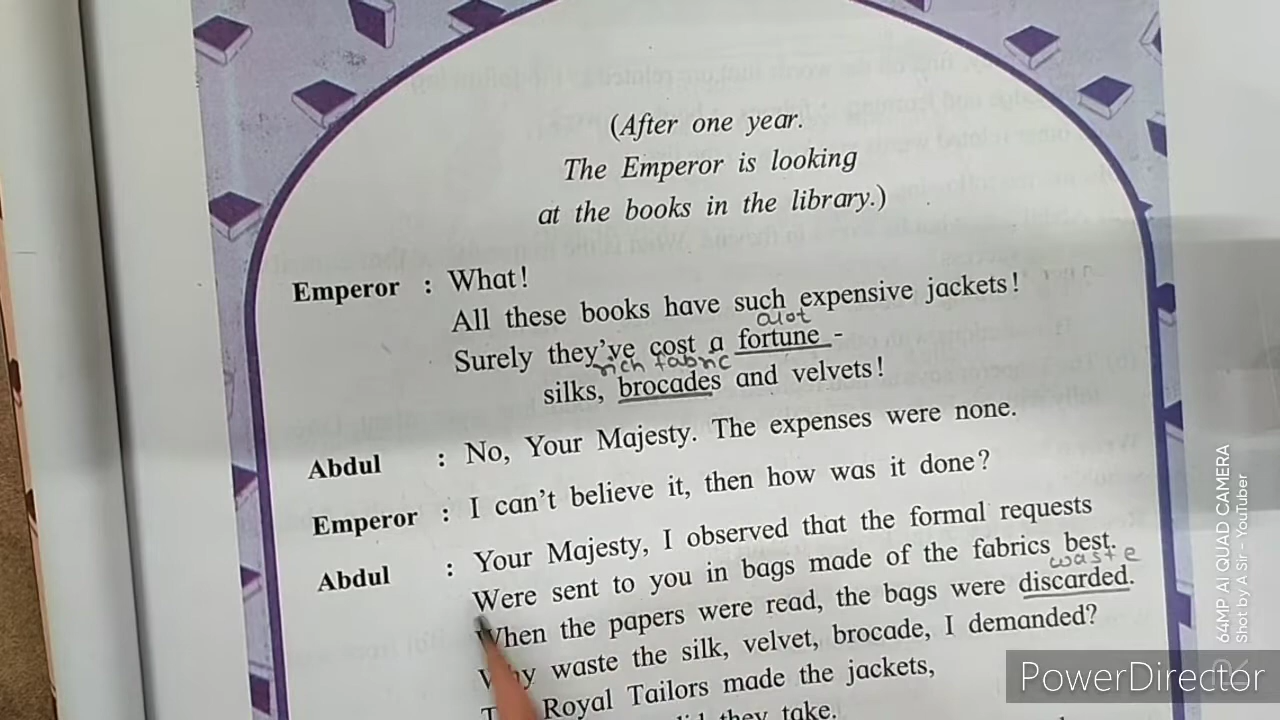 (After one year.
The Emperor is looking
at the books in the library.)
Emperor : What!
All these books have such expensive jackets!
alot
Surely they've cost a fortune -
rich fabric
silks, brocades and velvets!
Abdul : No, Your Majesty. The expenses were none.
Emperor : I can't believe it, then how was it done?
Abdul : Your Majesty, I observed that the formal requests
Were sent to you in bags made of the fabrics best.
waste
When the papers were read, the bags were discarded.
Why waste the silk, velvet, brocade, I demanded?
Royal Tailors made the jackets,
they take.
64MP AI QUAD CAMERA
Shot by A Sir - YouTuber
PowerDirector